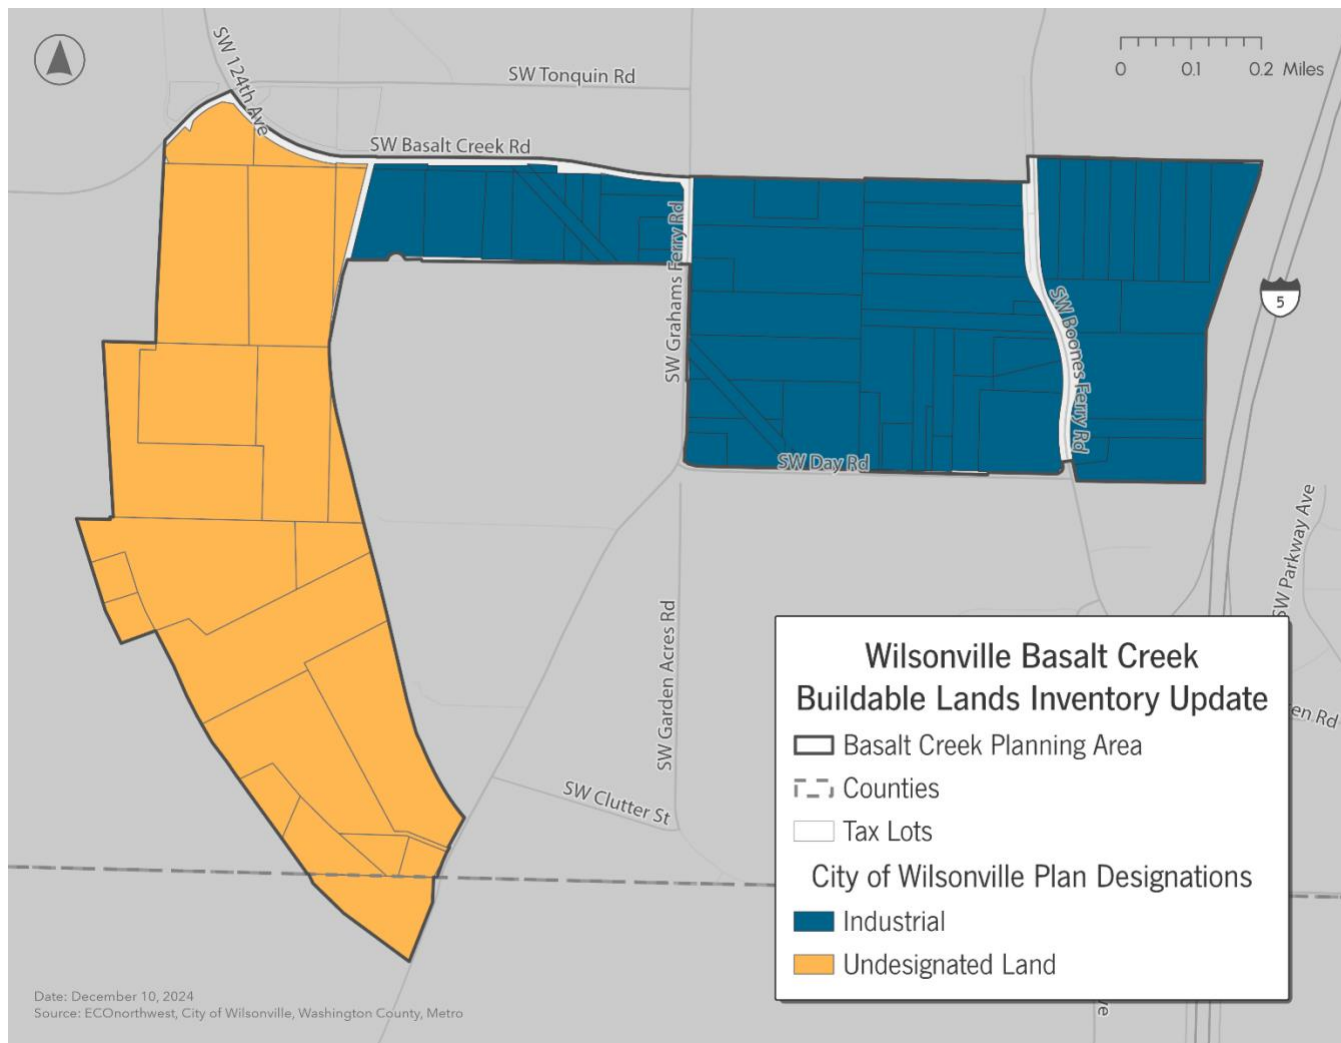 SW 124th Ave
SW Tonquin Rd
0 0.1 0.2 Miles
SW Basalt Creek Rd
SW Grahams Ferry Rd
SW Boones Ferry Rd
5
SW Day Rd
SW Parkway Ave
SW Garden Acres Rd
SW Clutter St
Wilsonville Basalt Creek
Buildable Lands Inventory Update
Basalt Creek Planning Area
Counties
Tax Lots
City of Wilsonville Plan Designations
Industrial
Undesignated Land
en Rd
ve
Date: December 10, 2024
Source: ECOnorthwest, City of Wilsonville, Washington County, Metro